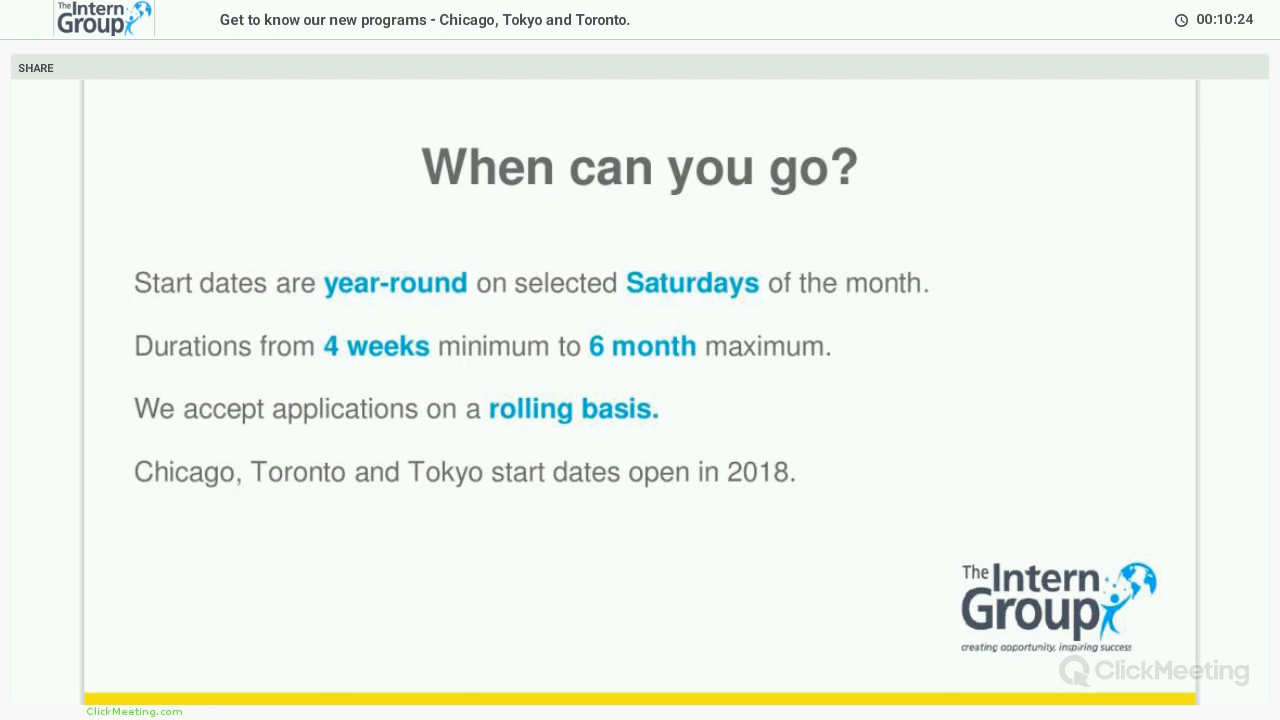 The Intern Group
Get to know our new programs - Chicago, Tokyo and Toronto.
00:10:24
SHARE
When can you go?
Start dates are year-round on selected Saturdays of the month.
Durations from 4 weeks minimum to 6 month maximum.
We accept applications on a rolling basis.
Chicago, Toronto and Tokyo start dates open in 2018.
The Intern
Group
creating opportunity, inspiring success
ClickMeeting
ClickMeeting.com